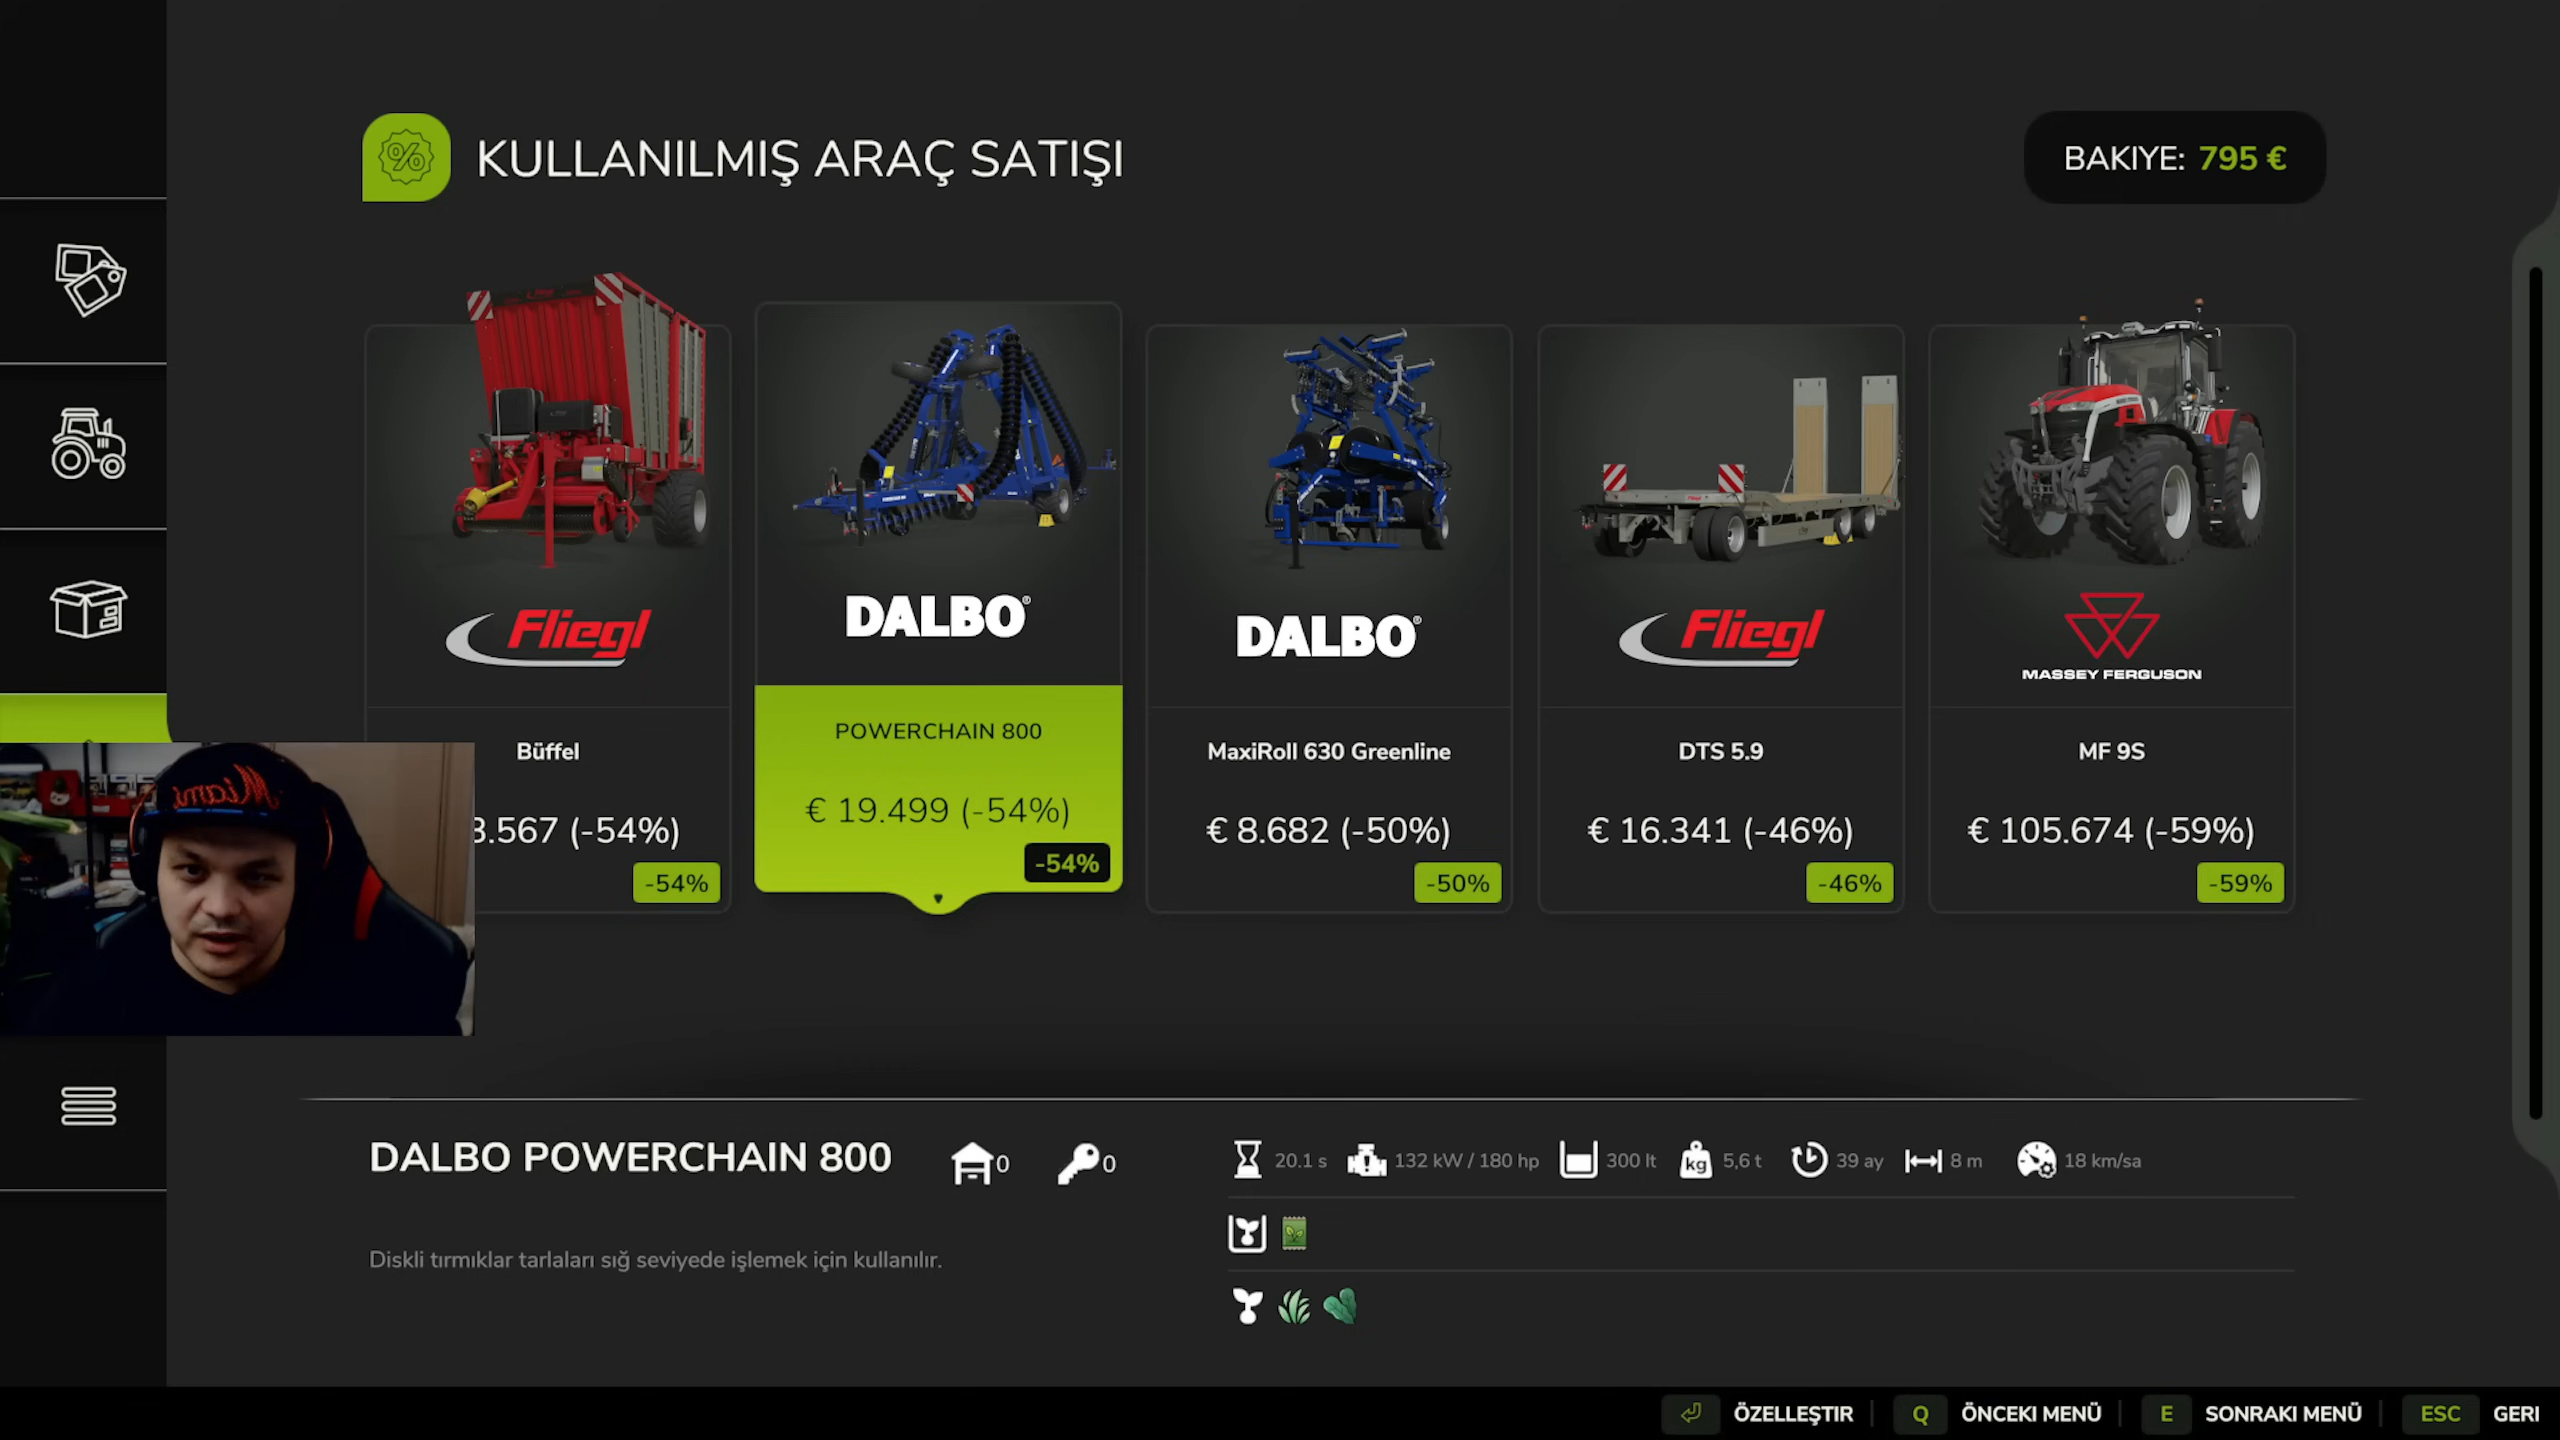 KULLANILMIŞ ARAÇ SATIŞI
BAKIYE: 795 €
Fliegl
DALBO®
DALBO®
Fliegl
MASSEY FERGUSON
Büffel
POWERCHAIN 800
MaxiRoll 630 Greenline
DTS 5.9
MF 9S
3.567 (-54%)
€ 19.499 (-54%)
€ 8.682 (-50%)
€ 16.341 (-46%)
€ 105.674 (-59%)
-54%
-54%
-50%
-46%
-59%
Miami
DALBO POWERCHAIN 800
0
0
20.1 s
132 kW / 180 hp
300 lt
kg
5,6 t
39 ay
8 m
18 km/sa
Diskli tırmıklar tarlaları sığ seviyede işlemek için kullanılır.
ÖZELLEŞTIR
Q ÖNCEKI MENÜ
E SONRAKI MENÜ
ESC GERI